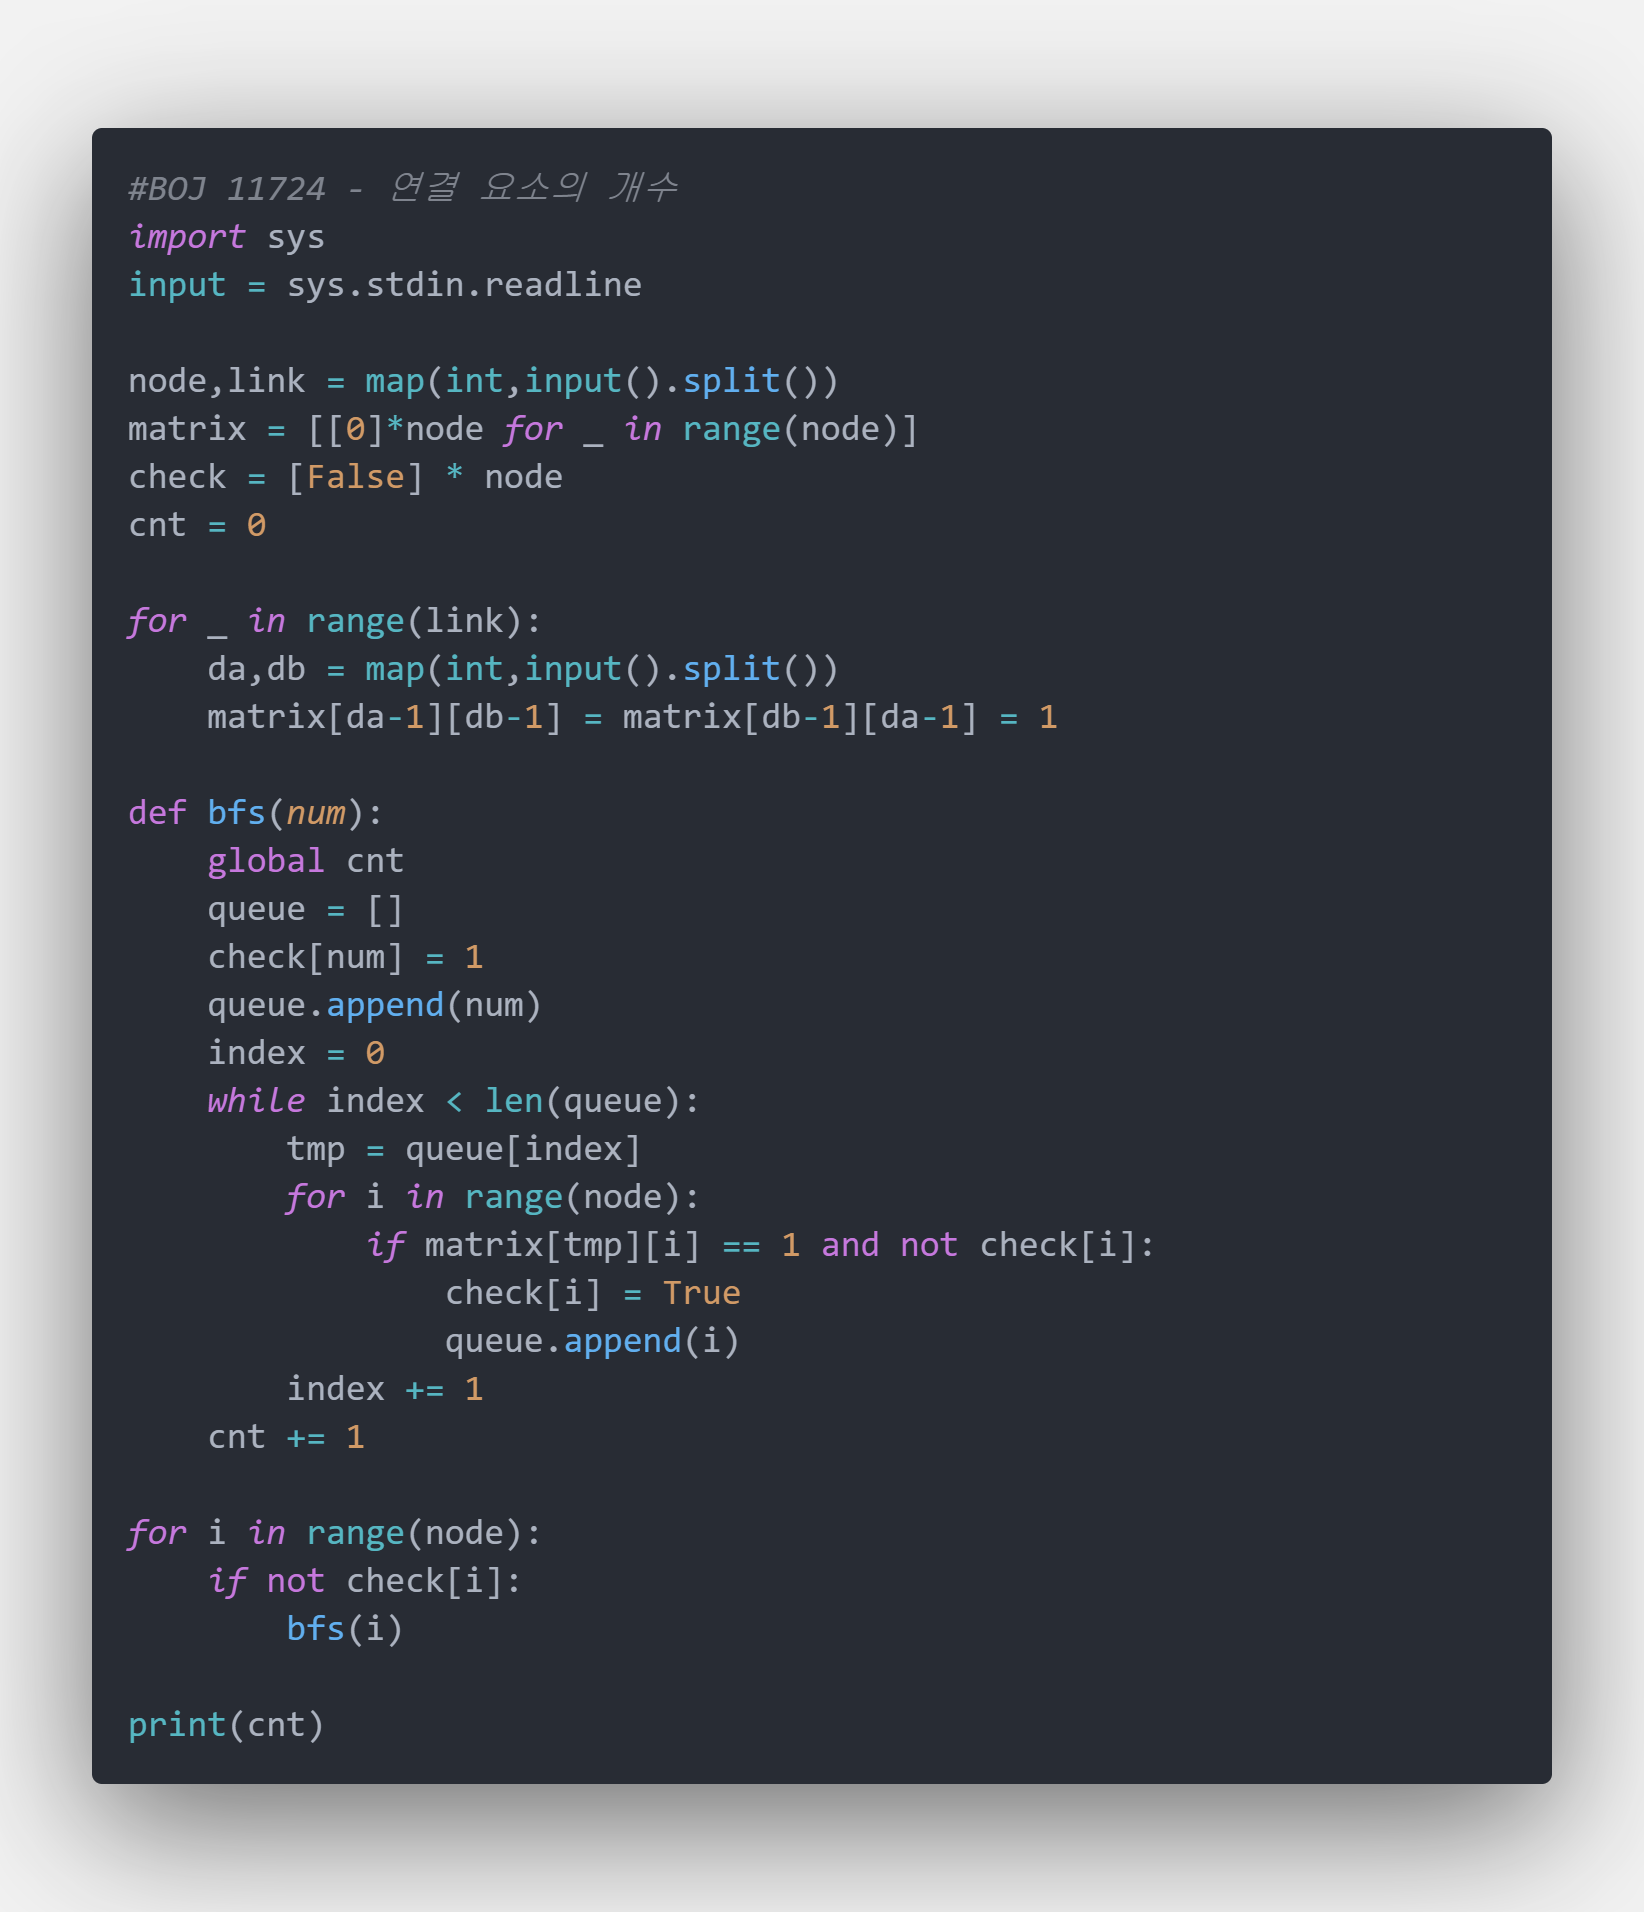 #BOJ 11724 - 연결 요소의 개수
import sys
input = sys.stdin.readline

node,link = map(int,input().split())
matrix = [[0]*node for _ in range(node)]
check = [False] * node
cnt = 0

for _ in range(link):
    da,db = map(int,input().split())
    matrix[da-1][db-1] = matrix[db-1][da-1] = 1

def bfs(num):
    global cnt
    queue = []
    check[num] = 1
    queue.append(num)
    index = 0
    while index < len(queue):
        tmp = queue[index]
        for i in range(node):
            if matrix[tmp][i] == 1 and not check[i]:
                check[i] = True
                queue.append(i)
        index += 1
    cnt += 1

for i in range(node):
    if not check[i]:
        bfs(i)

print(cnt)